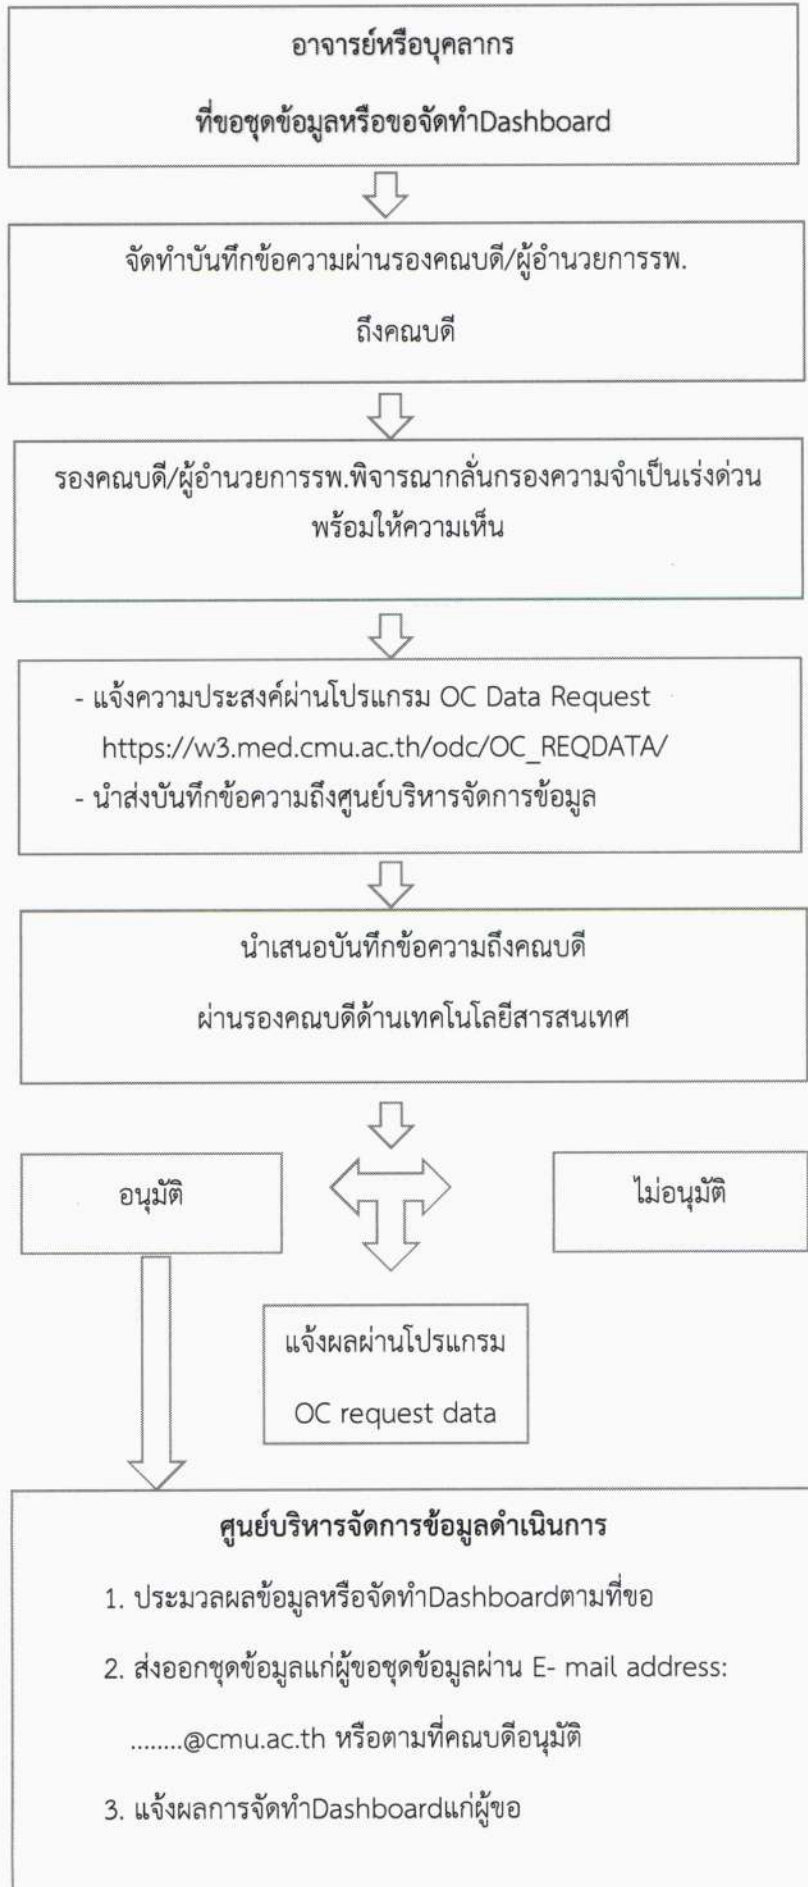 อาจารย์หรือบุคลากร
ที่ขอชุดข้อมูลหรือขอจัดทำDashboard
จัดทำบันทึกข้อความผ่านรองคณบดี/ผู้อำนวยการรพ.
ถึงคณบดี
รองคณบดี/ผู้อำนวยการรพ.พิจารณากลั่นกรองความจำเป็นเร่งด่วน
พร้อมให้ความเห็น
- แจ้งความประสงค์ผ่านโปรแกรม OC Data Request
https://w3.med.cmu.ac.th/odc/OC_REQDATA/
- นำส่งบันทึกข้อความถึงศูนย์บริหารจัดการข้อมูล
นำเสนอบันทึกข้อความถึงคณบดี
ผ่านรองคณบดีด้านเทคโนโลยีสารสนเทศ
อนุมัติ
ไม่อนุมัติ
แจ้งผลผ่านโปรแกรม
OC request data
ศูนย์บริหารจัดการข้อมูลดำเนินการ
1. ประมวลผลข้อมูลหรือจัดทำDashboardตามที่ขอ
2. ส่งออกชุดข้อมูลแก่ผู้ขอชุดข้อมูลผ่าน E- mail address:
........@cmu.ac.th หรือตามที่คณบดีอนุมัติ
3. แจ้งผลการจัดทำDashboardแก่ผู้ขอ